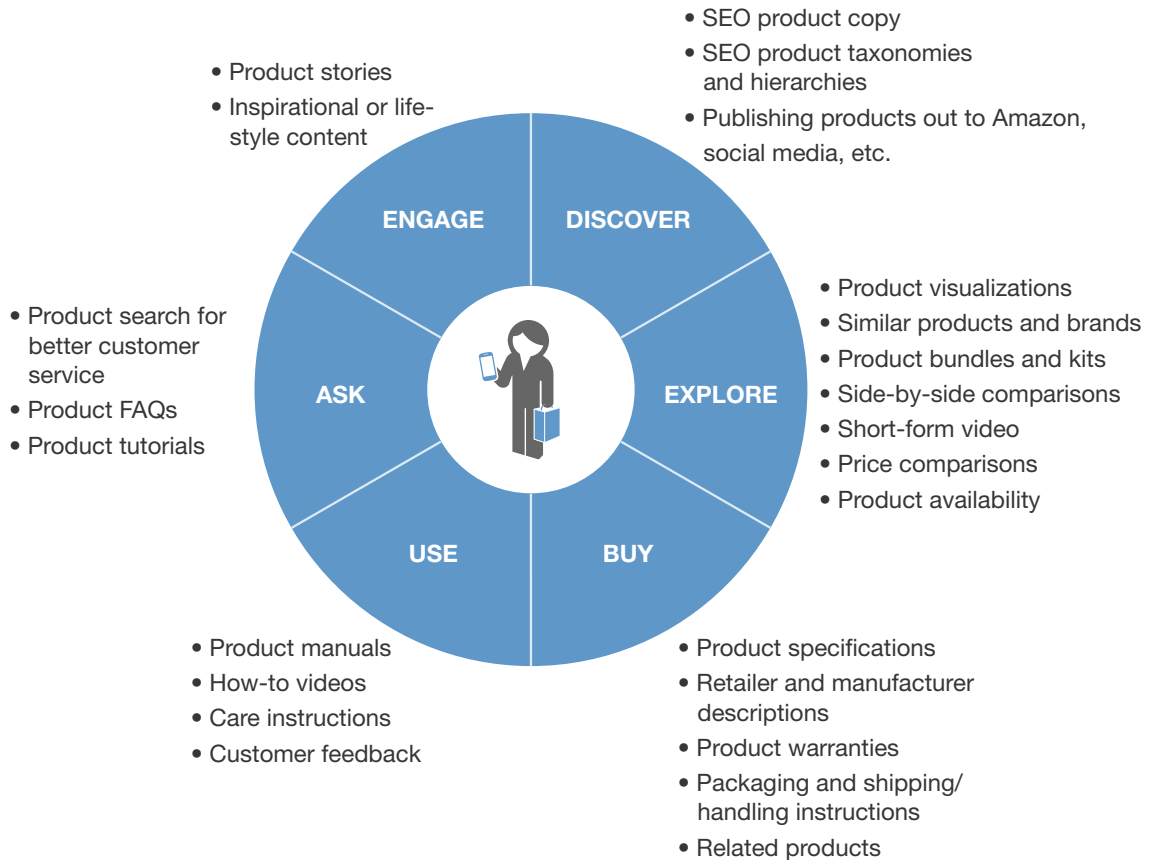 • SEO product copy
• SEO product taxonomies
and hierarchies
• Publishing products out to Amazon,
social media, etc.
• Product stories
• Inspirational or life-
style content
ENGAGE
DISCOVER
• Product visualizations
• Similar products and brands
• Product bundles and kits
• Side-by-side comparisons
• Short-form video
• Price comparisons
• Product availability
• Product search for
better customer
service
• Product FAQs
• Product tutorials
ASK
EXPLORE
USE
BUY
• Product manuals
• How-to videos
• Care instructions
• Customer feedback
• Product specifications
• Retailer and manufacturer
descriptions
• Product warranties
• Packaging and shipping/
handling instructions
• Related products